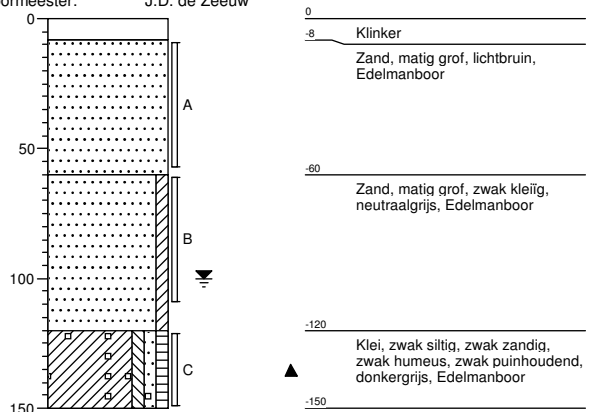 J.D. de Zeeuw
0
50
100
150
A
B
C
0
-8
Klinker
Zand, matig grof, lichtbruin,
Edelmanboor
-60
Zand, matig grof, zwak kleiïg,
neutraalgrijs, Edelmanboor
-120
Klei, zwak siltig, zwak zandig,
zwak humeus, zwak puinhoudend,
donkergrijs, Edelmanboor
-150